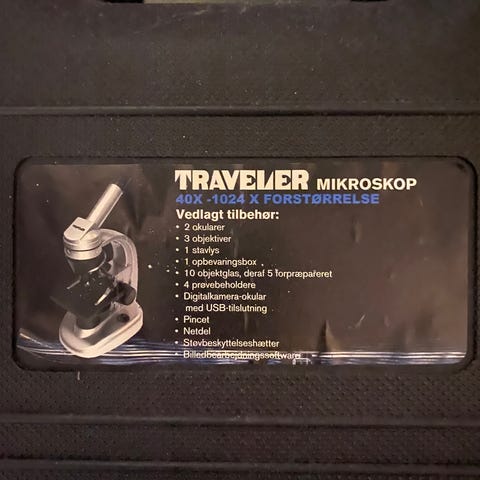 TRAVELER MIKROSKOP
40X -1024 X FORSTØRRELSE
Vedlagt tilbehør:
• 2 okularer
• 3 objektiver
• 1 stavlys
• 1 opbevaringsbox
• 10 objektglas, deraf 5 forpræpareret
• 4 prøvebeholdere
• Digitalkamera-okular
med USB-tilslutning
• Pincet
• Netdel
• Støvbeskyttelseshætter
• Billedbearbejdningssoftware